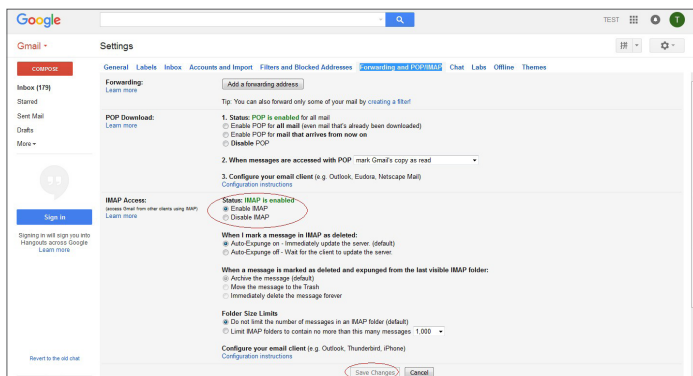 Google
TEST
T
Gmail
Settings
COMPOSE
General Labels Inbox Accounts and Import Filters and Blocked Addresses Forwarding and POP/IMAP Chat Labs Offline Themes
Inbox (179)
Starred
Sent Mail
Drafts
More
Sign in
Signing in will sign you into
Hangouts across Google
Learn more
Revert to the old chat
Forwarding:
Learn more
Add a forwarding address
Tip: You can also forward only some of your mail by creating a filter!
POP Download:
Learn more
1. Status: POP is enabled for all mail
Enable POP for all mail (even mail that's already been downloaded)
Enable POP for mail that arrives from now on
Disable POP
2. When messages are accessed with POP mark Gmail's copy as read
3. Configure your email client (e.g. Outlook, Eudora, Netscape Mail)
Configuration instructions
IMAP Access:
(access Gmail from other clients using IMAP)
Learn more
Status: IMAP is enabled
Enable IMAP
Disable IMAP
When I mark a message in IMAP as deleted:
Auto-Expunge on - Immediately update the server. (default)
Auto-Expunge off - Wait for the client to update the server.
When a message is marked as deleted and expunged from the last visible IMAP folder:
Archive the message (default)
Move the message to the Trash
Immediately delete the message forever
Folder Size Limits
Do not limit the number of messages in an IMAP folder (default)
Limit IMAP folders to contain no more than this many messages 1,000
Configure your email client (e.g. Outlook, Thunderbird, iPhone)
Configuration instructions
Save Changes Cancel